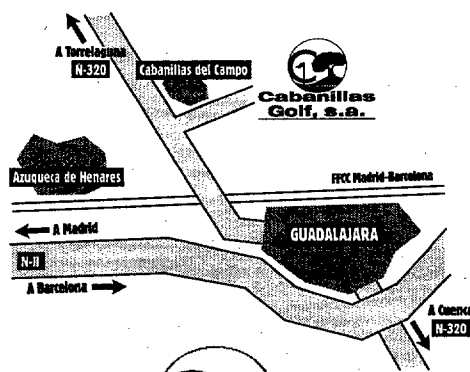 A Torrelaguna
N-320
Cabanillas del Campo
Cabanillas
Golf, s.a.
Azuqueca de Henares
FFCC Madrid-Barcelona
A Madrid
GUADALAJARA
N-II
A Barcelona
A Cuenca
N-320